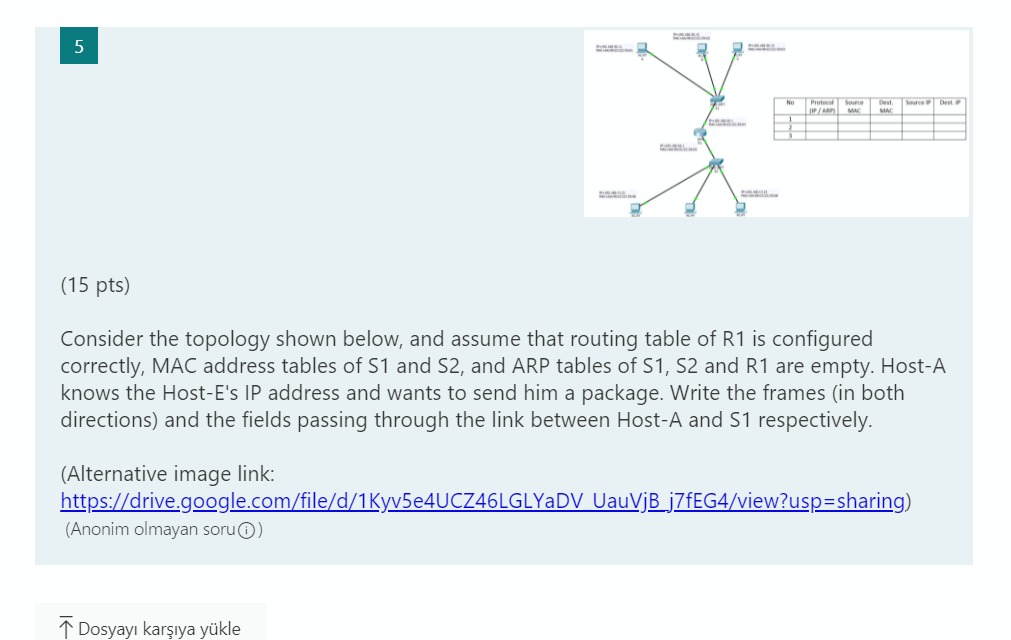 5
No Protocol Source Dest. Source IP Dest. IP
(IP / ARP) MAC MAC
1
2
3
(15 pts)
Consider the topology shown below, and assume that routing table of R1 is configured
correctly, MAC address tables of S1 and S2, and ARP tables of S1, S2 and R1 are empty. Host-A
knows the Host-E's IP address and wants to send him a package. Write the frames (in both
directions) and the fields passing through the link between Host-A and S1 respectively.
(Alternative image link:
https://drive.google.com/file/d/1Kyv5e4UCZ46LGLYaDV_UauVjB_j7fEG4/view?usp=sharing)
(Anonim olmayan soru)
Dosyayı karşıya yükle